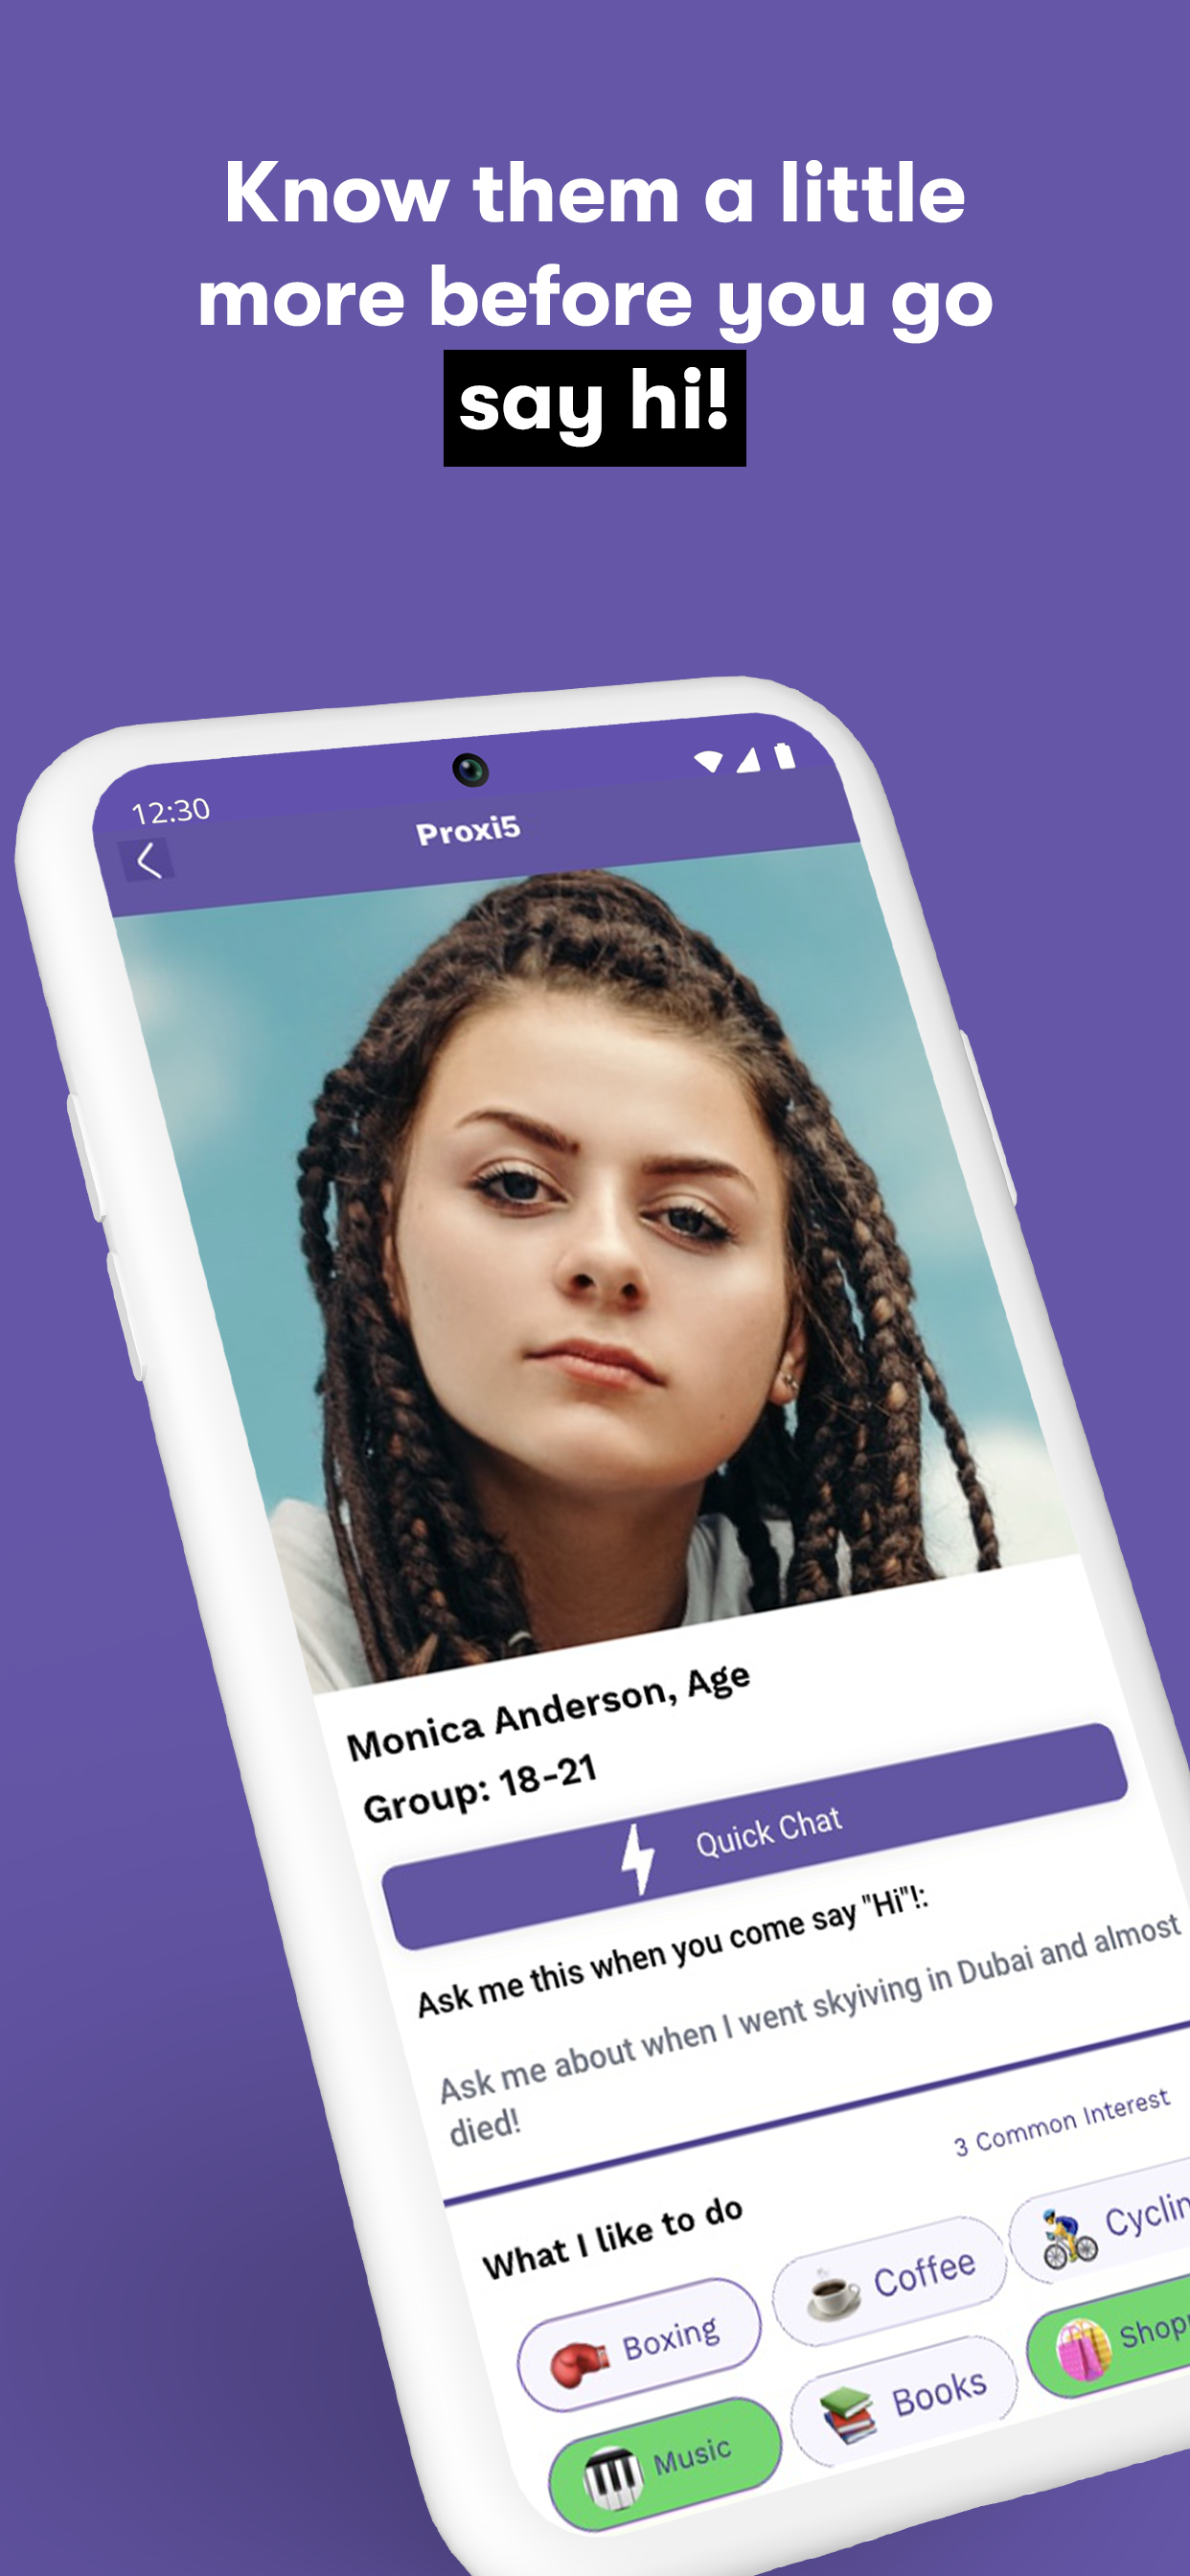 Know them a little
more before you go
say hi!
12:30
Proxi5
Monica Anderson, Age
Group: 18-21
Quick Chat
Ask me this when you come say "Hi"!:
Ask me about when I went skyiving in Dubai and almost
died!
3 Common Interest
What I like to do
Boxing
Coffee
Cyclin
Music
Books
Shop